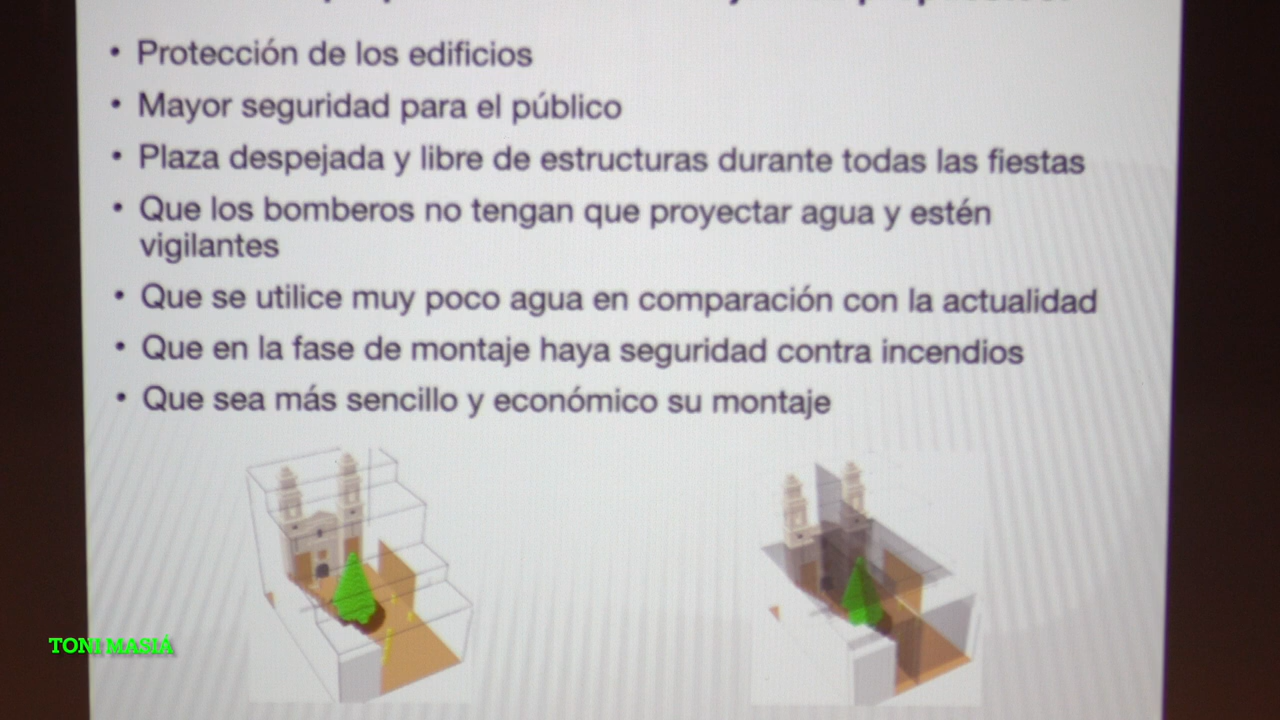 • Protección de los edificios
• Mayor seguridad para el público
• Plaza despejada y libre de estructuras durante todas las fiestas
• Que los bomberos no tengan que proyectar agua y estén
vigilantes
• Que se utilice muy poco agua en comparación con la actualidad
• Que en la fase de montaje haya seguridad contra incendios
• Que sea más sencillo y económico su montaje
TONI MASIÁ